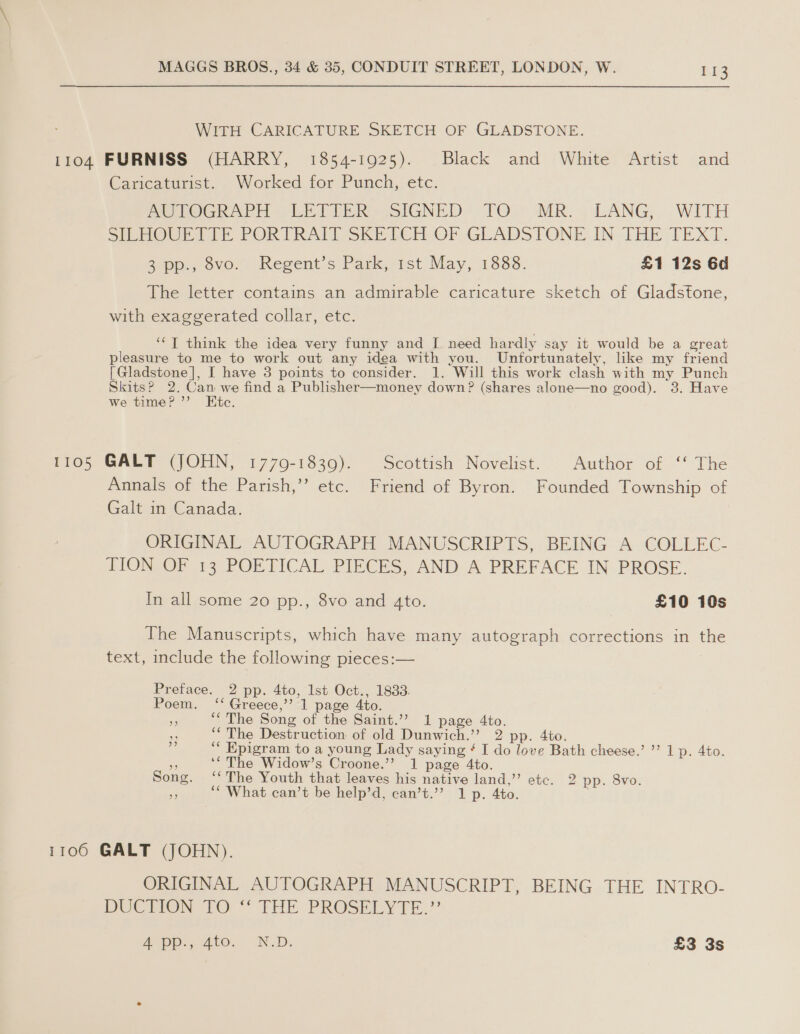 MAGGS BROS., 34 & 35, CONDUIT STREET, LONDON, W. 113
WITH CARICATURE SKETCH OF GLADSTONE.
1104 FURNISS (HARRY, 1854-1925). Black and White Artist and
Caricaturist. Worked for Punch, etc.
AUTOGRAPH LETTER SIGNED TO MR. LANG, WITH
SILHOUETTE PORTRAIT SKETCH OF GLADSTONE IN THE TEXT.
3 pp., 8vo. Regent's Park, 1st May, 1888. £1 12s 6d
The letter contains an admirable caricature sketch of Gladstone,
with exaggerated collar, etc.
“I think the idea very funny and I need hardly say it would be a great
pleasure to me to work out any idea with you. Unfortunately, like my friend
[Gladstone], I have 3 points to consider. 1. Will this work clash with my Punch
Skits? 2. Can we find a Publisher—money down? (shares alone—no good). 3. Have
we time?” Etc.
1105 GALT (JOHN, 1779-1839). Scottish Novelist. Author of “The
Annals of the Parish,” etc. Friend of Byron. Founded Township of
Galt in Canada.
ORIGINAL AUTOGRAPH MANUSCRIPTS, BEING A COLLEC-
TION OF 13 POETICAL PIECES, AND A PREFACE IN PROSE.
In all some 20 pp., 8vo and 4to. £10 10s
The Manuscripts, which have many autograph corrections in the
text, include the following pieces:—
Preface. 2 pp. 4to, 1st Oct., 1833.
Poem. “Greece,” 1 page 4to.
,, “The Song of the Saint.” 1 page 4to.
,, “The Destruction of old Dunwich.” 2 pp. 4to.
,, “Epigram to a young Lady saying ‘I do love Bath cheese.’” 1 p. 4to.
,, “The Widow's Croone.” 1 page 4to.
Song. “The Youth that leaves his native land,” etc. 2 pp. 8vo.
,, “What can't be help'd, can't.” 1 p. 4to.
1106 GALT (JOHN).
ORIGINAL AUTOGRAPH MANUSCRIPT, BEING THE INTRO-
DUCTION TO “THE PROSELYTE.”
4 pp., 4to. N.D. £3 3s